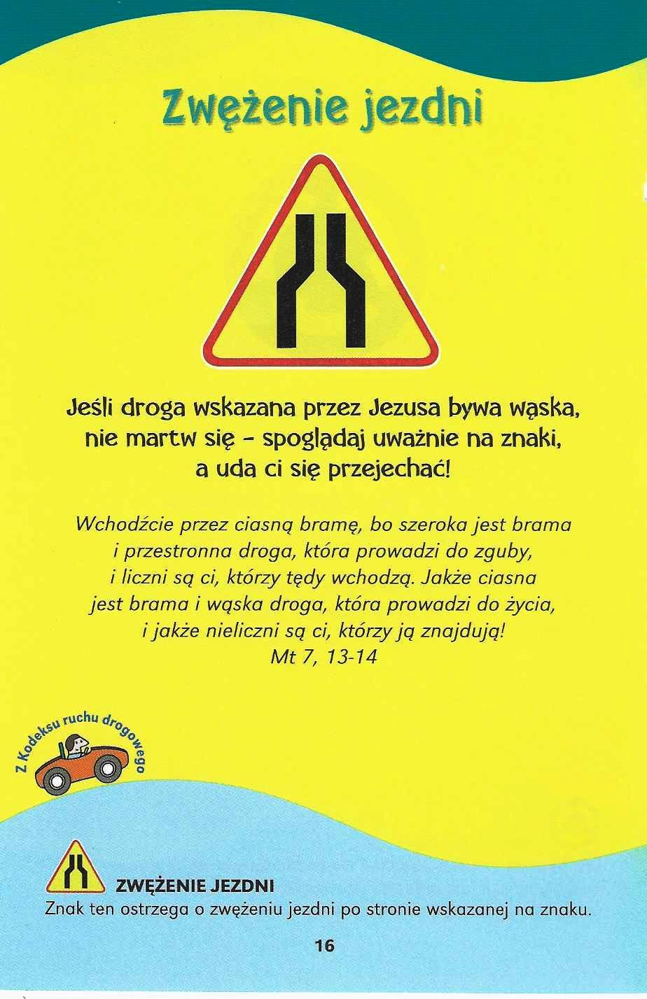 Zwężenie jezdni
Jeśli droga wskazana przez Jezusa bywa wąska,
nie martw się – spoglądaj uważnie na znaki,
a uda ci się przejechać!
Wchodźcie przez ciasną bramę, bo szeroka jest brama
i przestronna droga, która prowadzi do zguby,
i liczni są ci, którzy tędy wchodzą. Jakże ciasna
jest brama i wąska droga, która prowadzi do życia,
i jakże nieliczni są ci, którzy ją znajdują!
Mt 7, 13-14
Z Kodeksu ruchu drogowego
ZWĘŻENIE JEZDNI
Znak ten ostrzega o zwężeniu jezdni po stronie wskazanej na znaku.
16